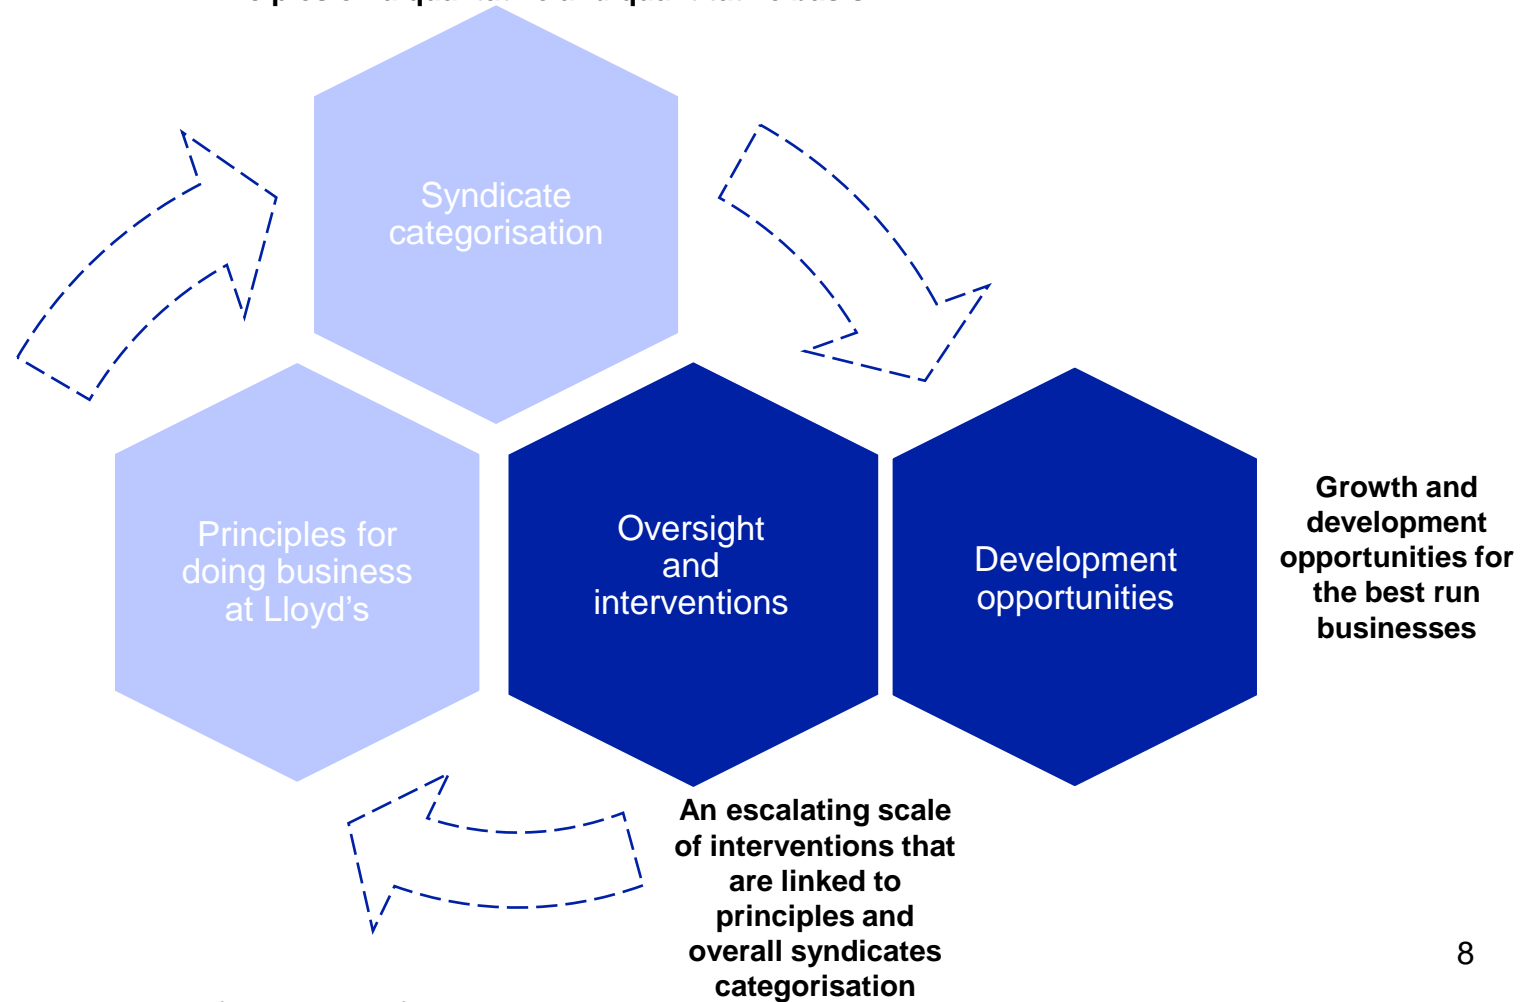 Syndicate
categorisation
Principles for
doing business
at Lloyd's
Oversight
and
interventions
Development
opportunities
Growth and
development
opportunities for
the best run
businesses
An escalating scale
of interventions that
are linked to
principles and
overall syndicates
categorisation
8